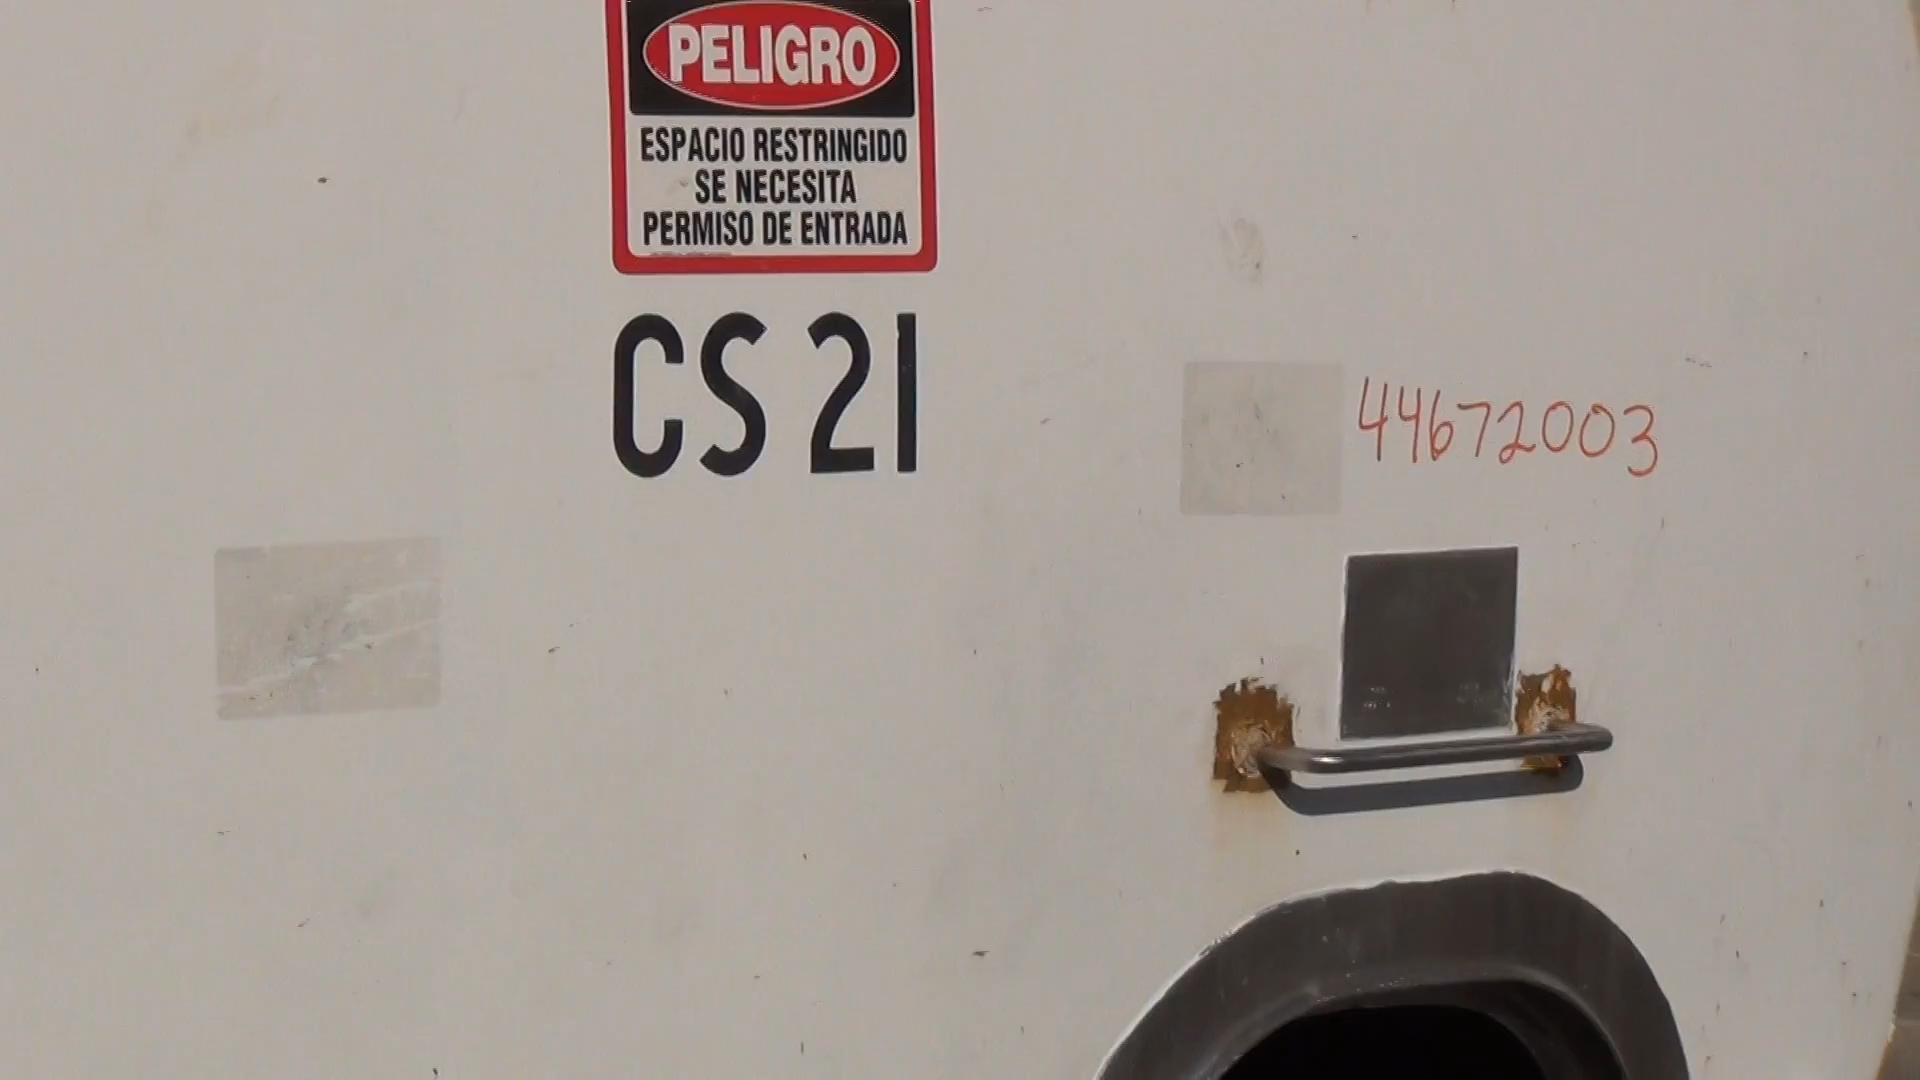 PELIGRO
ESPACIO RESTRINGIDO
SE NECESITA
PERMISO DE ENTRADA
CS 21
44672003